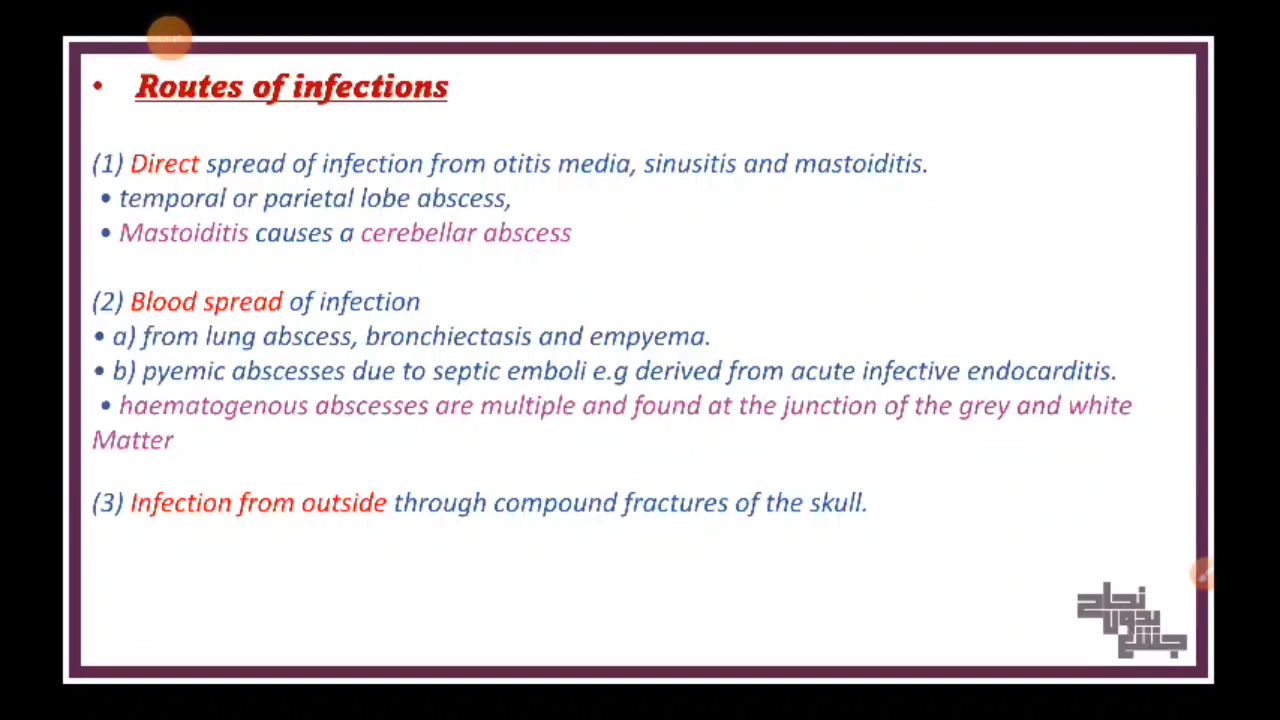 • Routes of infections
(1) Direct spread of infection from otitis media, sinusitis and mastoiditis.
• temporal or parietal lobe abscess,
• Mastoiditis causes a cerebellar abscess
(2) Blood spread of infection
• a) from lung abscess, bronchiectasis and empyema.
• b) pyemic abscesses due to septic emboli e.g derived from acute infective endocarditis.
• haematogenous abscesses are multiple and found at the junction of the grey and white
Matter
(3) Infection from outside through compound fractures of the skull.
نجاح
بدون
جشع